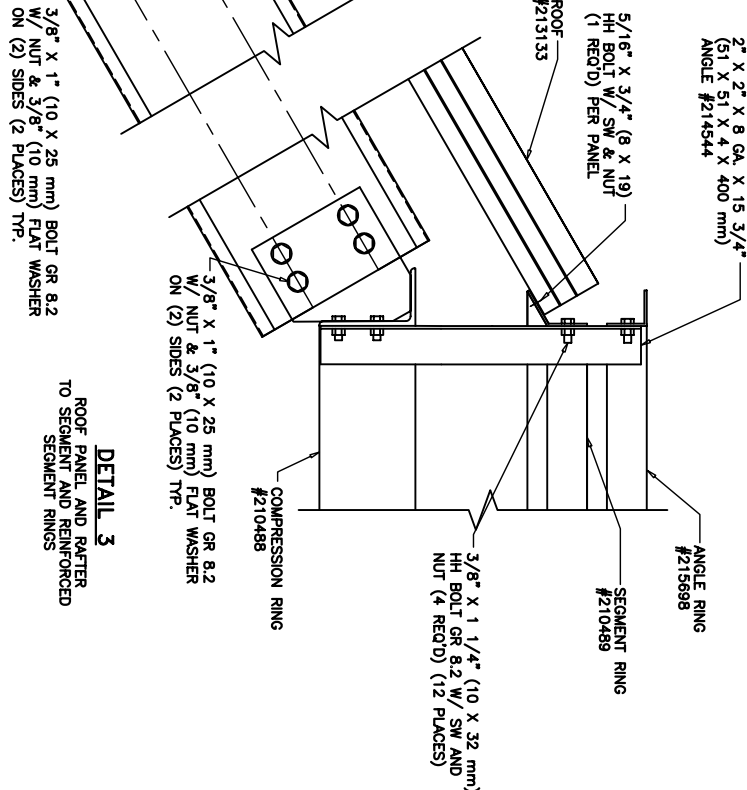 2" X 2" X 8 GA. X 15 3/4"
(51 X 51 X 4 X 400 mm)
ANGLE #214544
5/16" X 3/4" (8 X 19)
HH BOLT W/ SW & NUT
(1 REQ'D) PER PANEL
ROOF
#213133
ANGLE RING
#215698
SEGMENT RING
#210489
3/8" X 1 1/4" (10 X 32 mm)
HH BOLT GR 8.2 W/ SW AND
NUT (4 REQ'D) (12 PLACES)
COMPRESSION RING
#210488
3/8" X 1" (10 X 25 mm) BOLT GR 8.2
W/ NUT & 3/8" (10 mm) FLAT WASHER
ON (2) SIDES (2 PLACES) TYP.
3/8" X 1" (10 X 25 mm) BOLT GR 8.2
W/ NUT & 3/8" (10 mm) FLAT WASHER
ON (2) SIDES (2 PLACES) TYP.
DETAIL 3
ROOF PANEL AND RAFTER
TO SEGMENT AND REINFORCED
SEGMENT RINGS